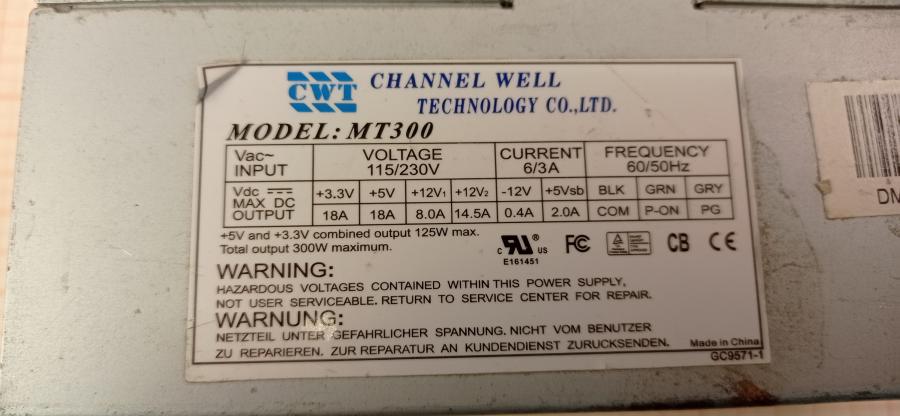 CWT CHANNEL WELL
TECHNOLOGY CO.,LTD.
MODEL: MT300
Vac~ INPUT VOLTAGE 115/230V CURRENT 6/3A FREQUENCY 60/50Hz
Vdc MAX DC OUTPUT +3.3V +5V +12V1 +12V2 -12V +5Vsb BLK GRN GRY
18A 18A 8.0A 14.5A 0.4A 2.0A COM P-ON PG
+5V and +3.3V combined output 125W max.
Total output 300W maximum.
c UL ® US FC CB CE
E161451
WARNING:
HAZARDOUS VOLTAGES CONTAINED WITHIN THIS POWER SUPPLY,
NOT USER SERVICEABLE. RETURN TO SERVICE CENTER FOR REPAIR.
WARNUNG:
NETZTEIL UNTER GEFAHRLICHER SPANNUNG. NICHT VOM BENUTZER
ZU REPARIEREN. ZUR REPARATUR AN KUNDENDIENST ZURUCKSENDEN.
Made in China
GC9571-1
DM